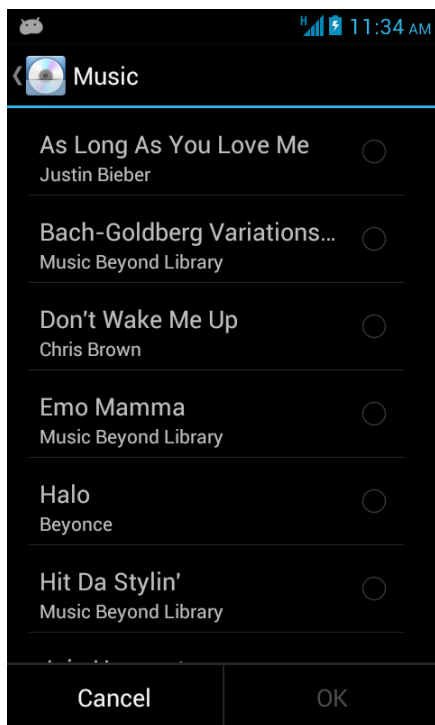 H 11:34 AM
Music
As Long As You Love Me
Justin Bieber
Bach-Goldberg Variations...
Music Beyond Library
Don't Wake Me Up
Chris Brown
Emo Mamma
Music Beyond Library
Halo
Beyonce
Hit Da Stylin'
Music Beyond Library
Cancel OK